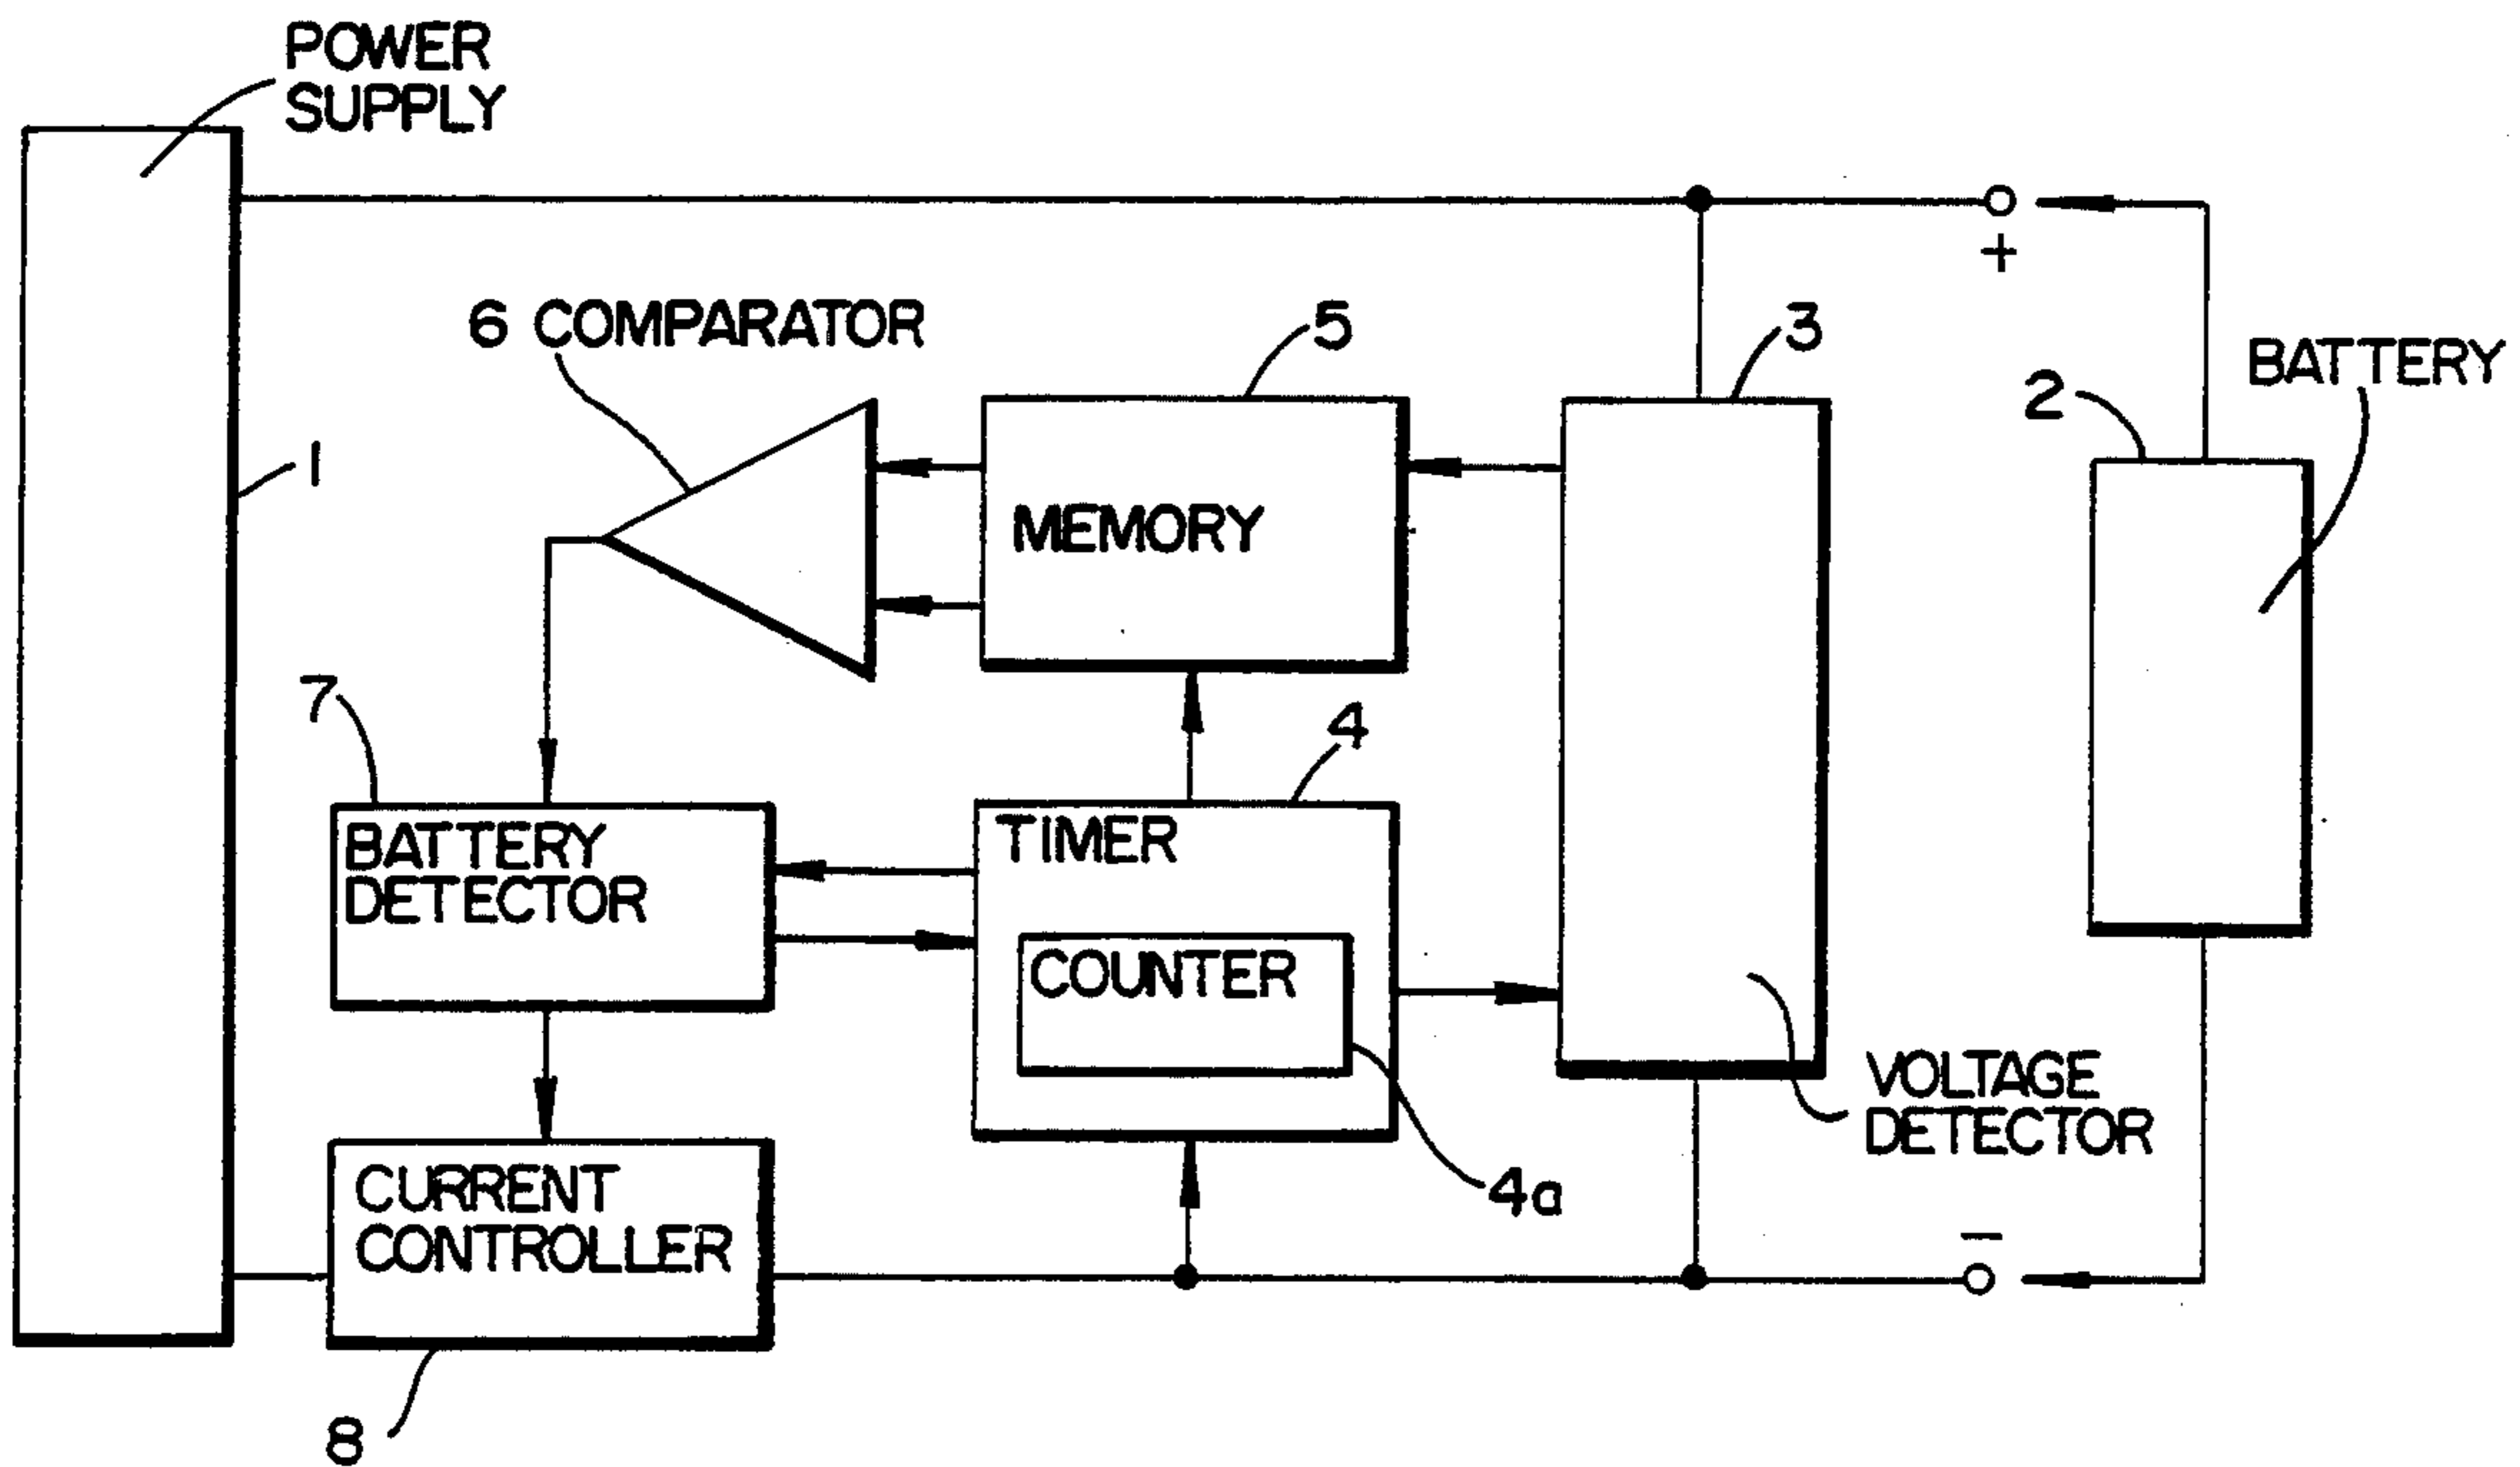 POWER
SUPPLY
+
6 COMPARATOR
5
3
BATTERY
2
1
MEMORY
7
4
BATTERY
DETECTOR
TIMER
COUNTER
VOLTAGE
DETECTOR
CURRENT
CONTROLLER
4a
−
8